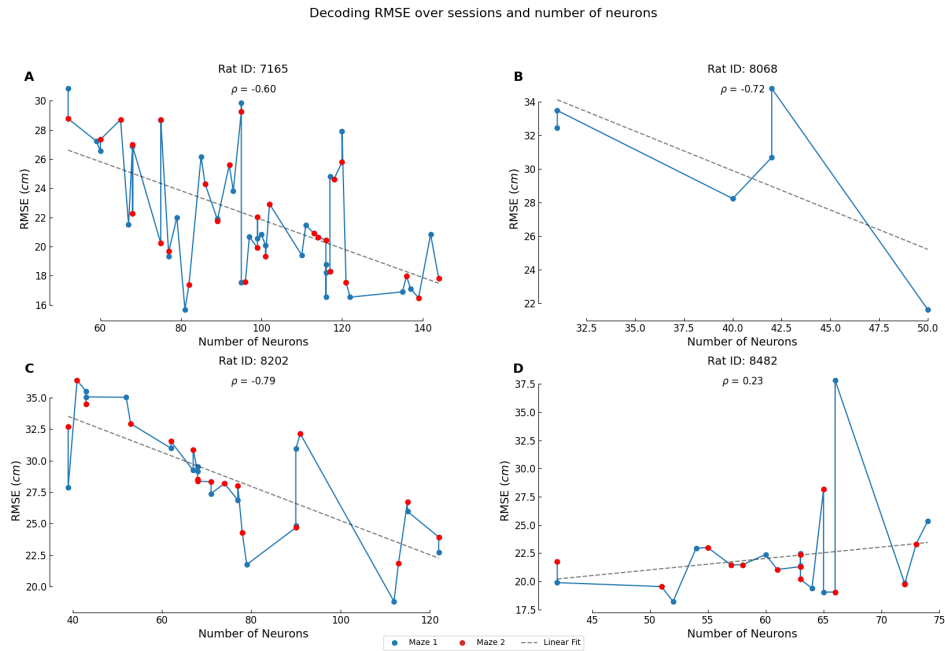 Decoding RMSE over sessions and number of neurons
A
Rat ID: 7165
ρ = -0.60
RMSE (cm)
30
28
26
24
22
20
18
16
60 80 100 120 140
Number of Neurons
B
Rat ID: 8068
ρ = -0.72
RMSE (cm)
34
32
30
28
26
24
22
32.5 35.0 37.5 40.0 42.5 45.0 47.5 50.0
Number of Neurons
C
Rat ID: 8202
ρ = -0.79
RMSE (cm)
35.0
32.5
30.0
27.5
25.0
22.5
20.0
40 60 80 100 120
Number of Neurons
D
Rat ID: 8482
ρ = 0.23
RMSE (cm)
37.5
35.0
32.5
30.0
27.5
25.0
22.5
20.0
17.5
45 50 55 60 65 70 75
Number of Neurons
Maze 1 Maze 2 Linear Fit